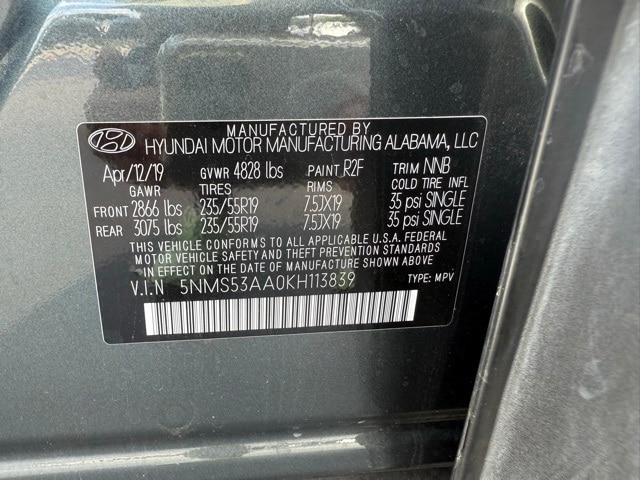 MANUFACTURED BY
HYUNDAI MOTOR MANUFACTURING ALABAMA, LLC
Apr/12/19 GVWR 4828 lbs PAINT R2F TRIM NNB
GAWR TIRES RIMS COLD TIRE INFL
FRONT 2866 lbs 235/55R19 7.5JX19 35 psi SINGLE
REAR 3075 lbs 235/55R19 7.5JX19 35 psi SINGLE
THIS VEHICLE CONFORMS TO ALL APPLICABLE U.S.A. FEDERAL
MOTOR VEHICLE SAFETY AND THEFT PREVENTION STANDARDS
IN EFFECT ON THE DATE OF MANUFACTURE SHOWN ABOVE
V.I.N 5NMS53AA0KH113839 TYPE: MPV